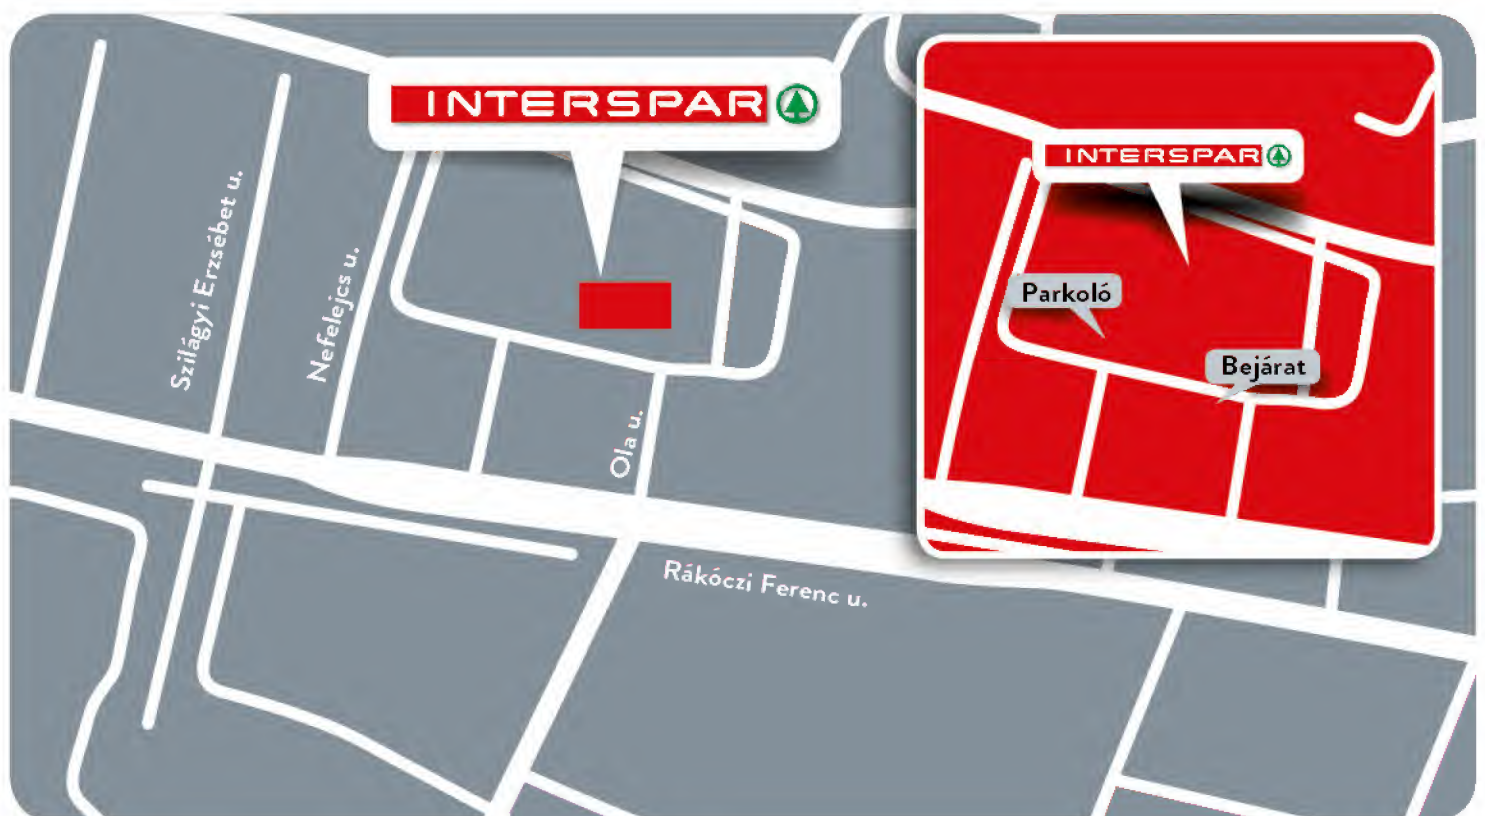 INTERSPAR
INTERSPAR
Szilágyi Erzsébet u.
Nefelejcs u.
Parkoló
Bejárat
Ola u.
Rákóczi Ferenc u.